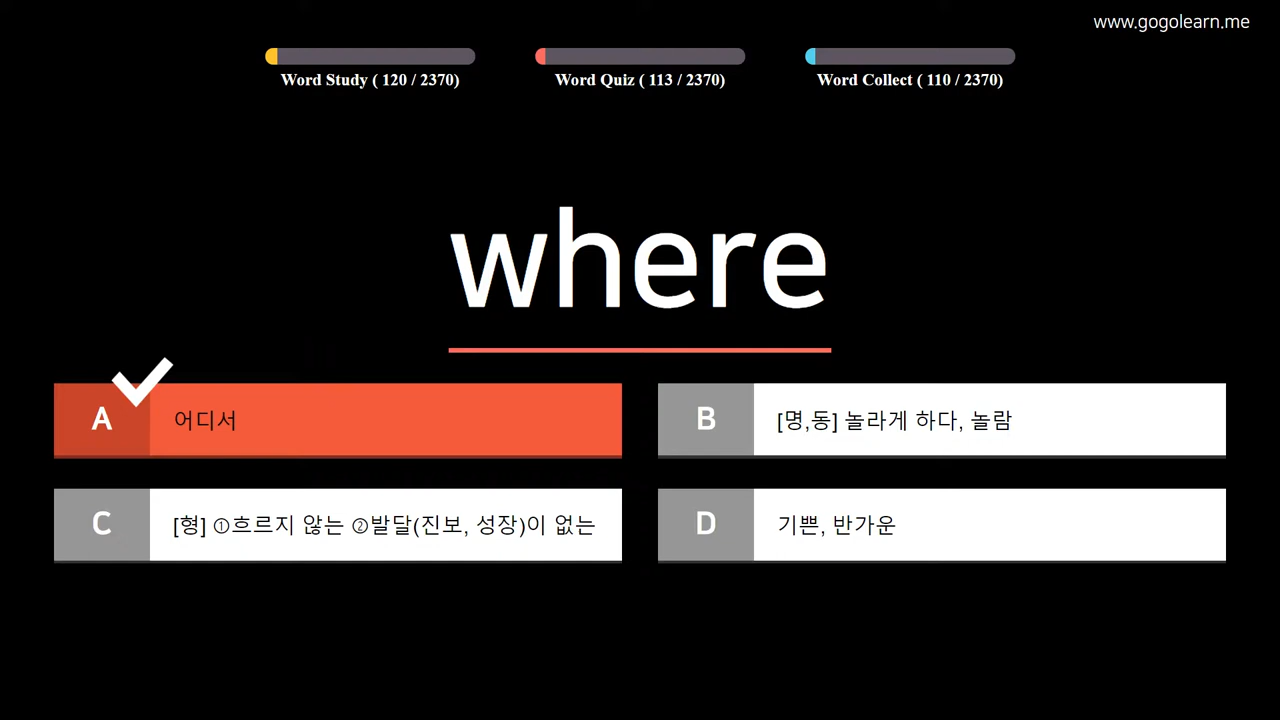 www.gogolearn.me
Word Study ( 120 / 2370)
Word Quiz ( 113 / 2370)
Word Collect ( 110 / 2370)
where
A 어디서
B [명,동] 놀라게 하다, 놀람
C [형] ①흐르지 않는 ②발달(진보, 성장)이 없는
D 기쁜, 반가운